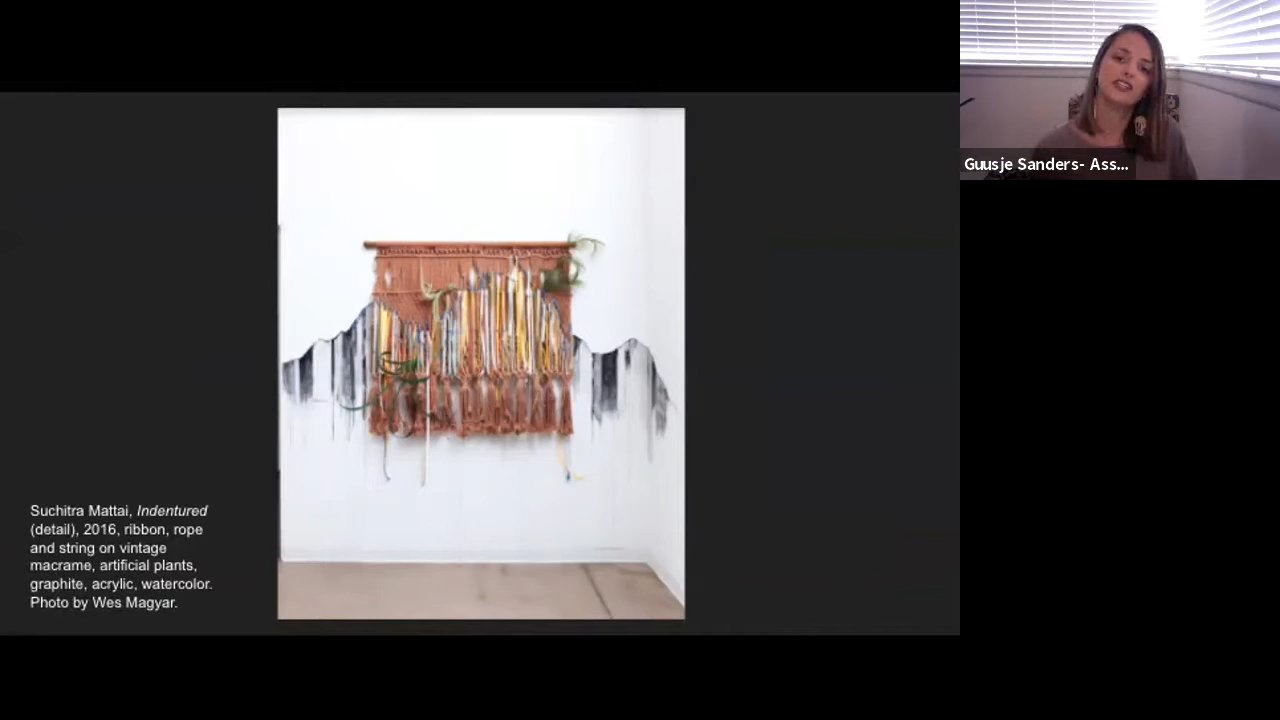 Guusje Sanders- Ass...
Suchitra Mattai, Indentured
(detail), 2016, ribbon, rope
and string on vintage
macrame, artificial plants,
graphite, acrylic, watercolor.
Photo by Wes Magyar.